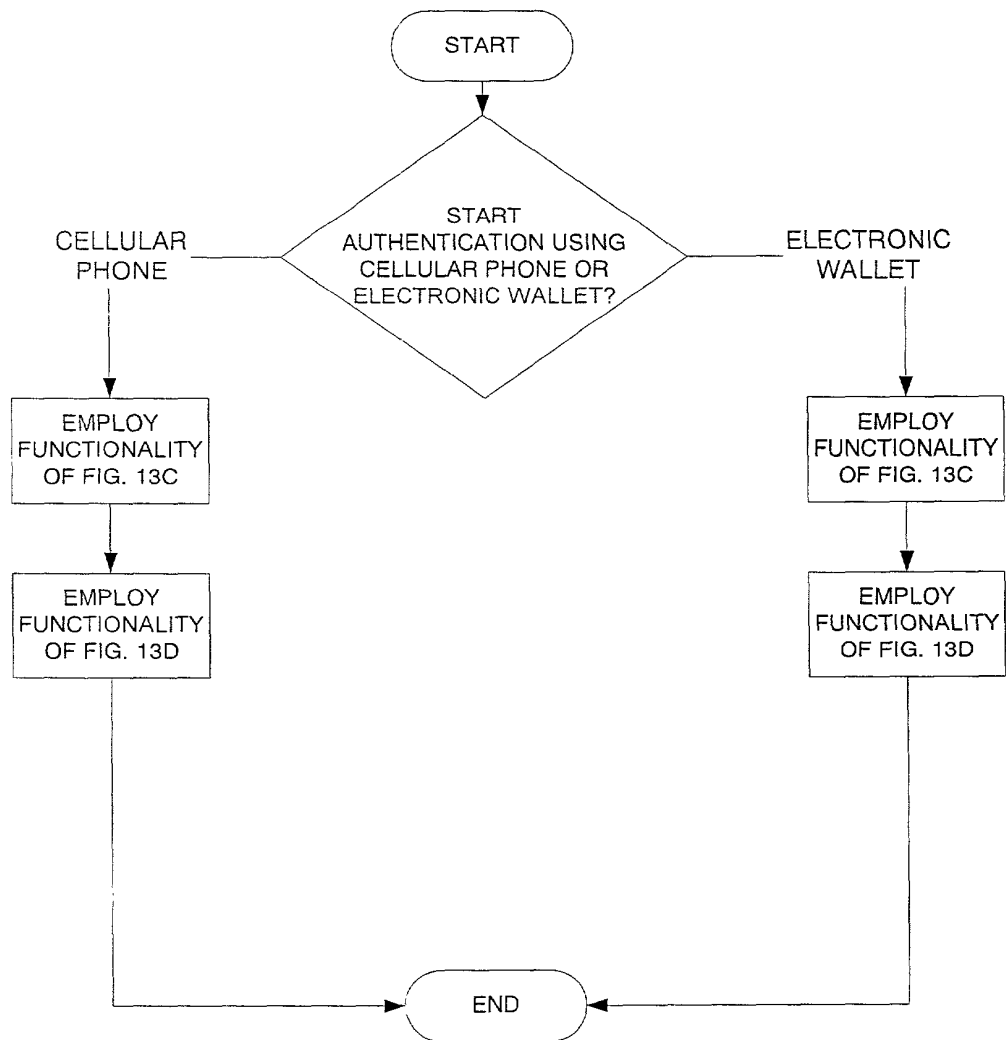 START
START
AUTHENTICATION USING
CELLULAR PHONE OR
ELECTRONIC WALLET?
CELLULAR
PHONE
ELECTRONIC
WALLET
EMPLOY
FUNCTIONALITY
OF FIG. 13C
EMPLOY
FUNCTIONALITY
OF FIG. 13C
EMPLOY
FUNCTIONALITY
OF FIG. 13D
EMPLOY
FUNCTIONALITY
OF FIG. 13D
END